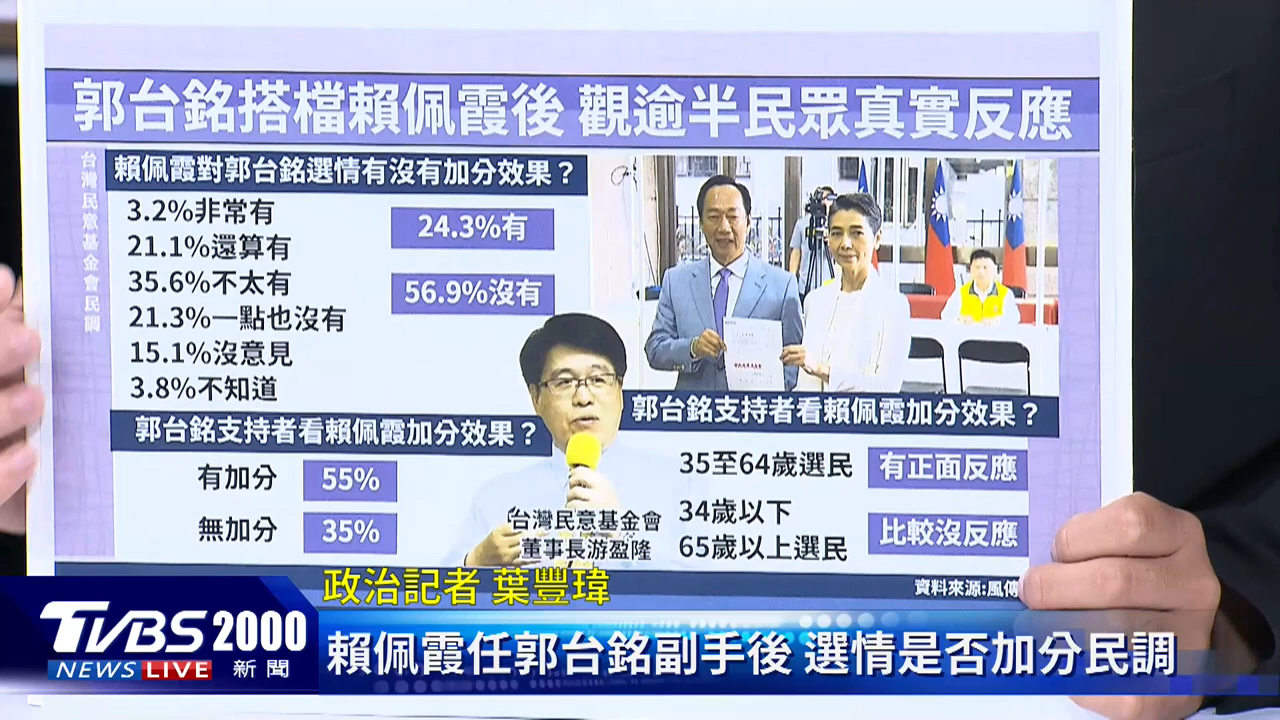 郭台銘搭檔賴佩霞後 觀逾半民眾真實反應
台灣民意基金會民調
賴佩霞對郭台銘選情有沒有加分效果？
3.2%非常有
21.1%還算有
35.6%不太有
21.3%一點也沒有
15.1%沒意見
3.8%不知道
24.3%有
56.9%沒有
郭台銘支持者看賴佩霞加分效果？
有加分 55%
無加分 35%
台灣民意基金會
董事長游盈隆
郭台銘支持者看賴佩霞加分效果？
35至64歲選民 有正面反應
34歲以下
65歲以上選民
比較沒反應
資料來源:風傳
政治記者 葉豐瑋
TVBS 2000
NEWS LIVE 新聞
賴佩霞任郭台銘副手後 選情是否加分民調